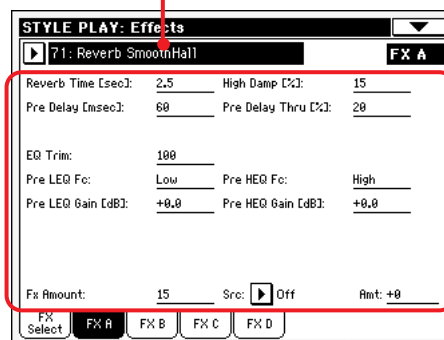 STYLE PLAY: Effects
71: Reverb SmoothHall FX A
Reverb Time [sec]: 2.5 High Damp [%]: 15
Pre Delay [msec]: 60 Pre Delay Thru [%]: 20
EQ Trim: 100
Pre LEQ Fc: Low Pre HEQ Fc: High
Pre LEQ Gain [dB]: +0.0 Pre HEQ Gain [dB]: +0.0
Fx Amount: 15 Src: Off Amt: +0
FX Select FX A FX B FX C FX D